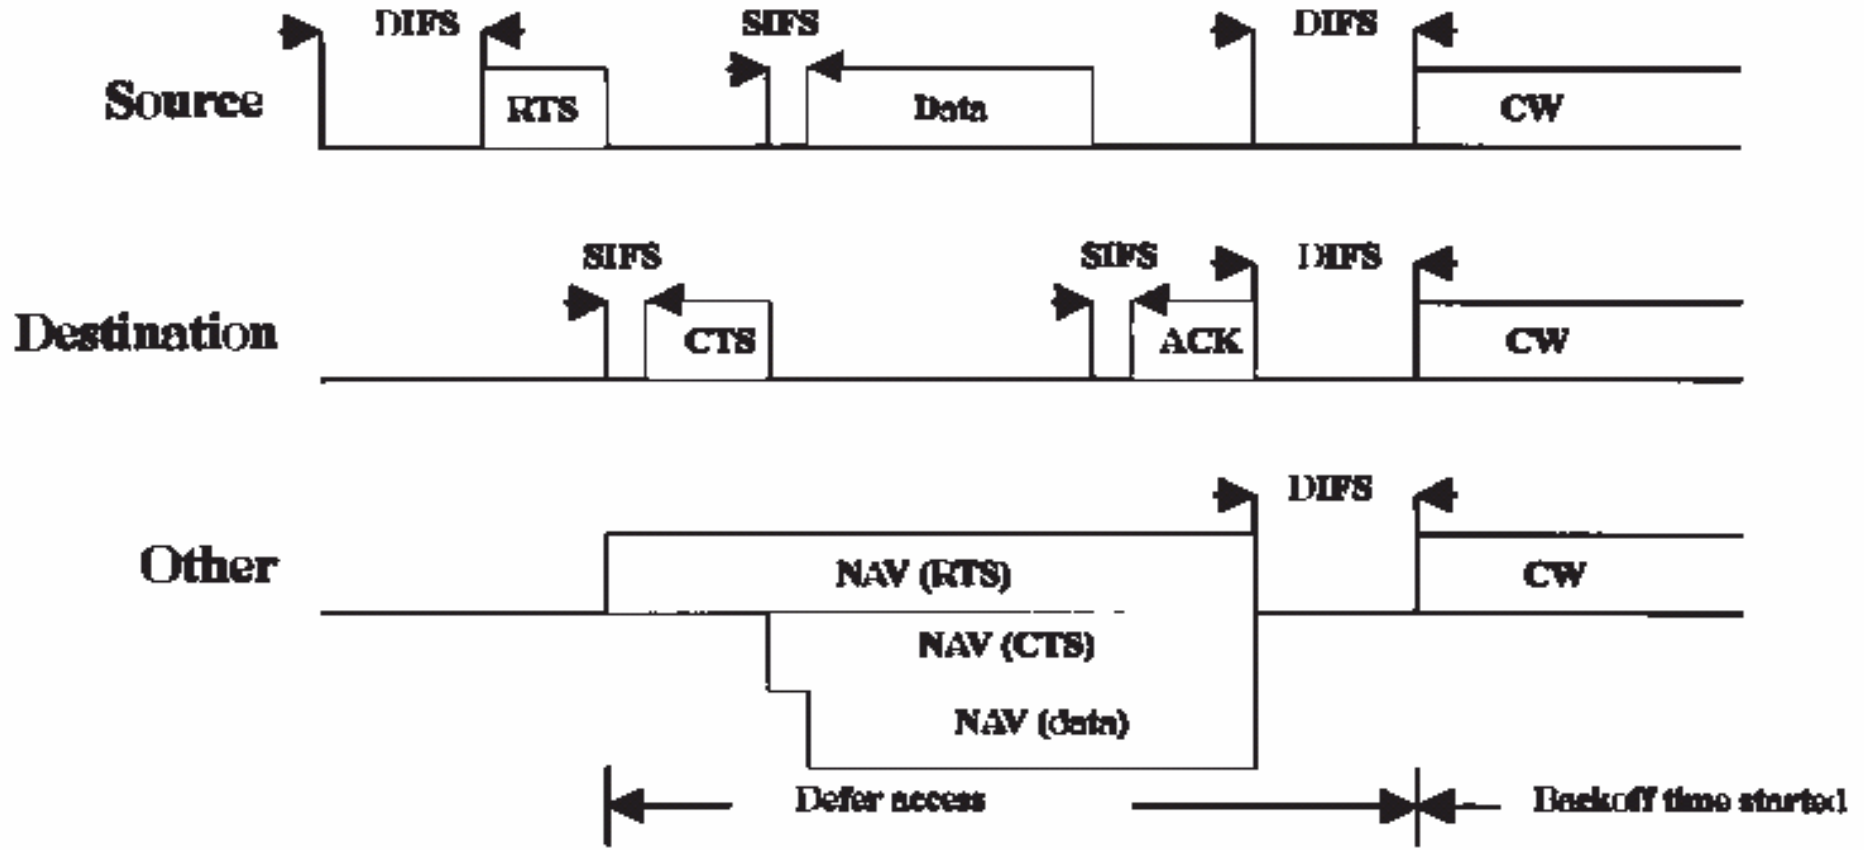 DIFS SIFS DIFS
Source RTS Data CW
SIFS SIFS DIFS
Destination CTS ACK CW
DIFS
Other NAV (RTS) CW
NAV (CTS)
NAV (data)
Defer access Backoff time started